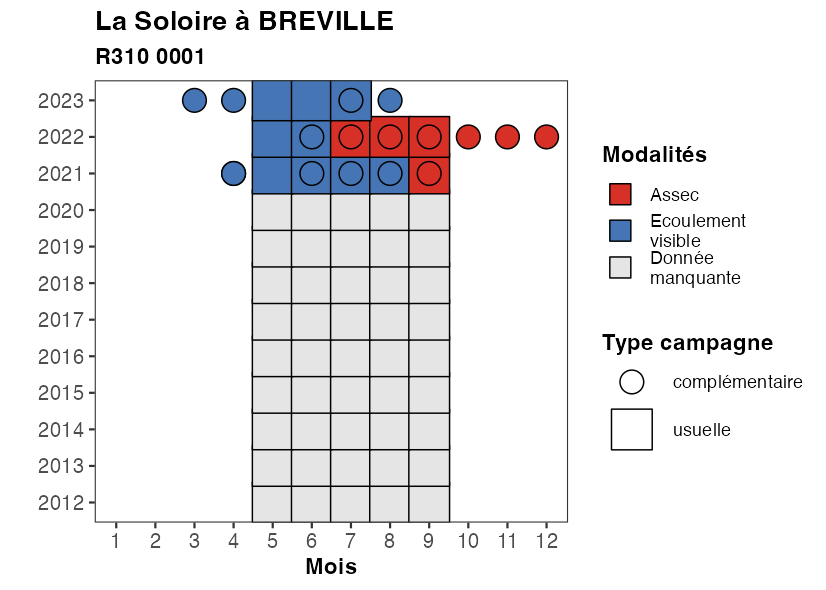 La Soloire à BREVILLE
R310 0001
2023
2022
2021
2020
2019
2018
2017
2016
2015
2014
2013
2012
1 2 3 4 5 6 7 8 9 10 11 12
Mois
Modalités
Assec
Ecoulement
visible
Donnée
manquante
Type campagne
complémentaire
usuelle